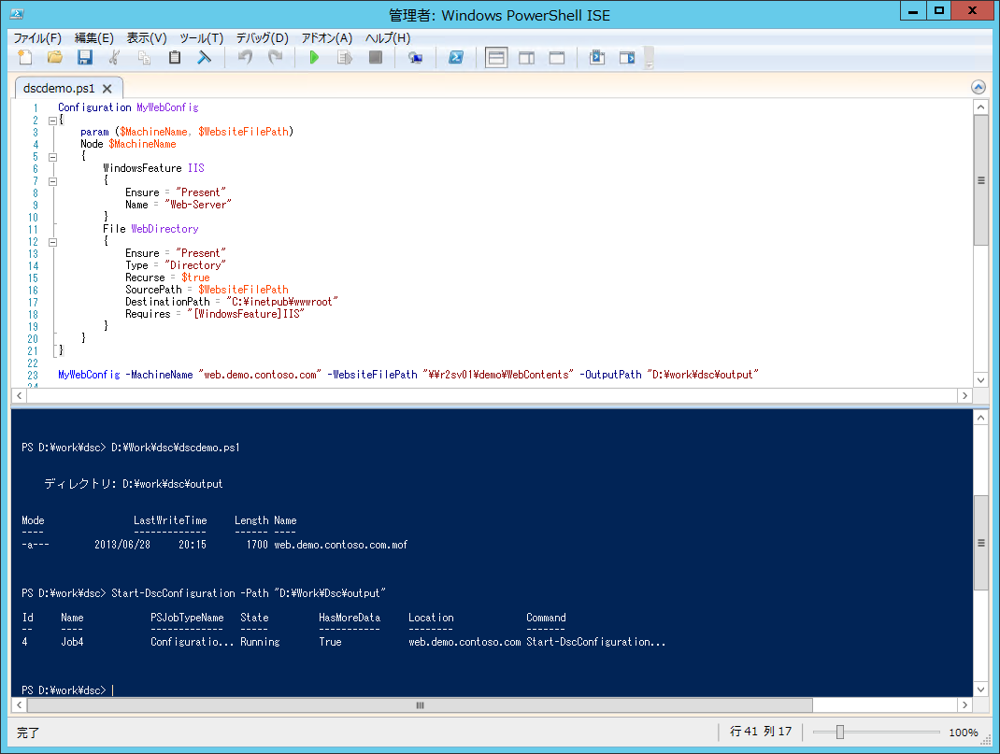 管理者: Windows PowerShell ISE
ファイル(F) 編集(E) 表示(V) ツール(T) デバッグ(D) アドオン(A) ヘルプ(H)
dscdemo.ps1
1 Configuration MyWebConfig
2 {
3 param ($MachineName, $WebsiteFilePath)
4 Node $MachineName
5 {
6 WindowsFeature IIS
7 {
8 Ensure = "Present"
9 Name = "Web-Server"
10 }
11 File WebDirectory
12 {
13 Ensure = "Present"
14 Type = "Directory"
15 Recurse = $true
16 SourcePath = $WebsiteFilePath
17 DestinationPath = "C:¥inetpub¥wwwroot"
18 Requires = "[WindowsFeature]IIS"
19 }
20 }
21 }
22
23 MyWebConfig -MachineName "web.demo.contoso.com" -WebsiteFilePath "¥¥r2sv01¥demo¥WebContents" -OutputPath "D:¥work¥dsc¥output"
24
PS D:¥work¥dsc> D:¥Work¥dsc¥dscdemo.ps1
ディレクトリ: D:¥work¥dsc¥output
Mode LastWriteTime Length Name
---- ------------- ------ ----
-a--- 2013/06/28 20:15 1700 web.demo.contoso.com.mof
PS D:¥work¥dsc> Start-DscConfiguration -Path "D:¥Work¥Dsc¥output"
Id Name PSJobTypeName State HasMoreData Location Command
-- ---- ------------- ----- ----------- -------- -------
4 Job4 Configuratio... Running True web.demo.contoso.com Start-DscConfiguration...
PS D:¥work¥dsc>
完了 行 41 列 17 100%